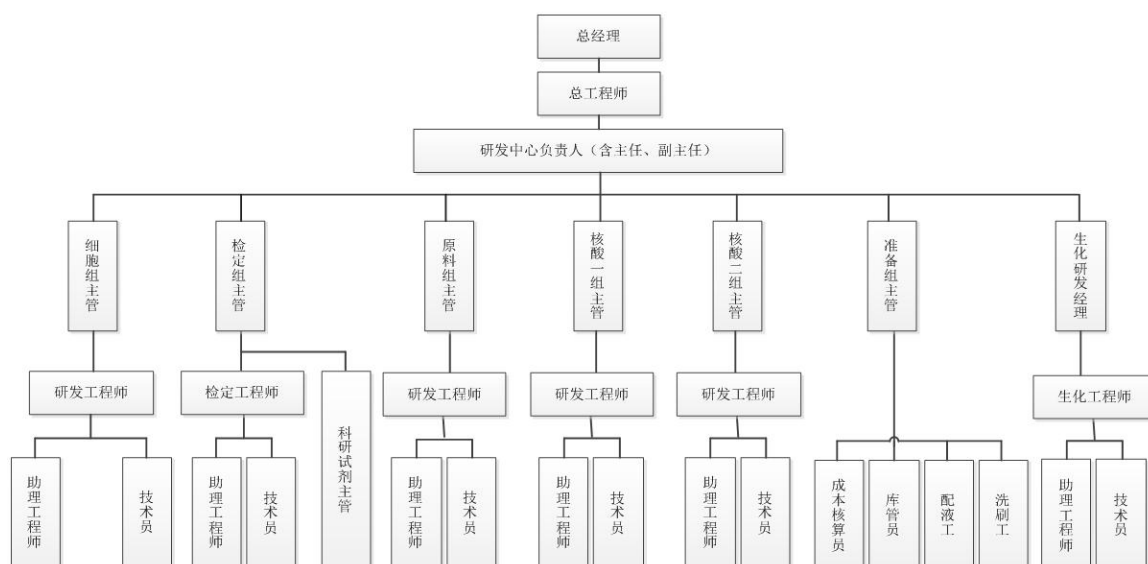 总经理
总工程师
研发中心负责人（含主任、副主任）
细胞组主管
检定组主管
原料组主管
核酸一组主管
核酸二组主管
准备组主管
生化研发经理
研发工程师
检定工程师
科研试剂主管
研发工程师
研发工程师
研发工程师
生化工程师
助理工程师
技术员
助理工程师
技术员
助理工程师
技术员
助理工程师
技术员
助理工程师
技术员
成本核算员
库管员
配液工
洗刷工
助理工程师
技术员